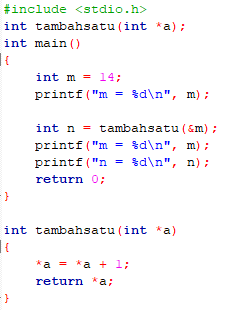 #include <stdio.h>
int tambahsatu(int *a);
int main()
{
    int m = 14;
    printf("m = %d\n", m);

    int n = tambahsatu(&m);
    printf("m = %d\n", m);
    printf("n = %d\n", n);
    return 0;
}

int tambahsatu(int *a)
{
    *a = *a + 1;
    return *a;
}